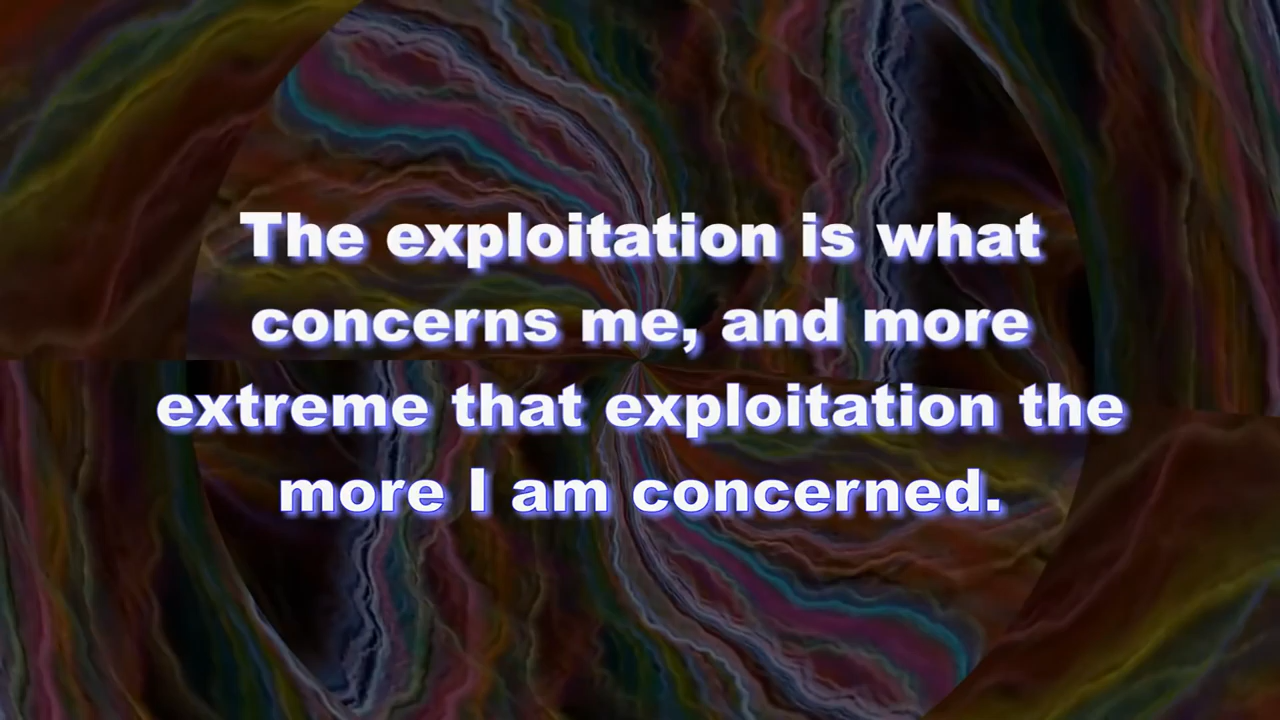 The exploitation is what
concerns me, and more
extreme that exploitation the
more I am concerned.